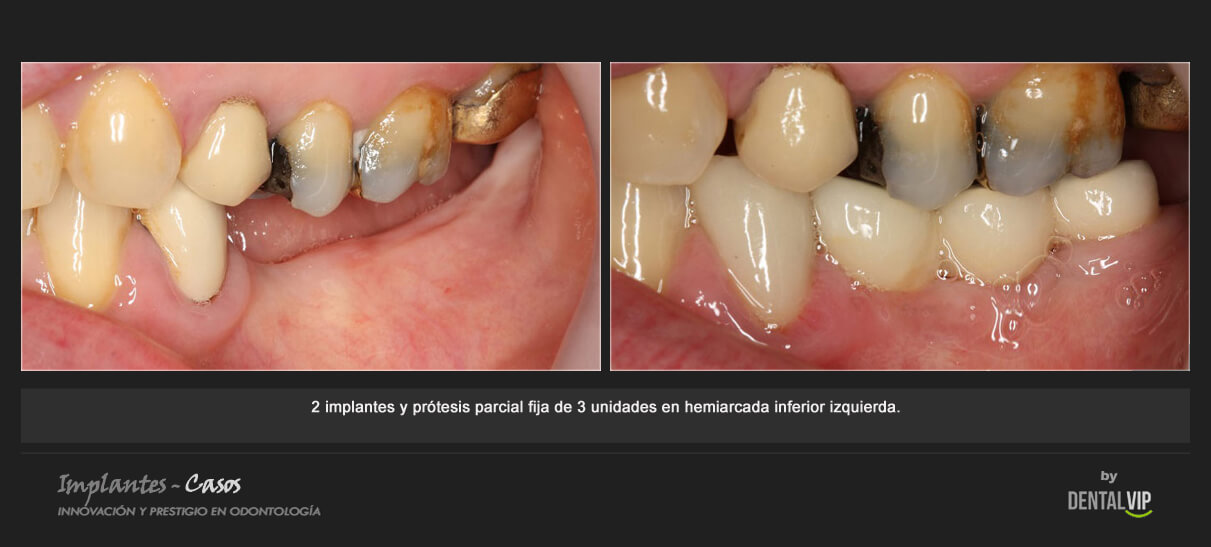 2 implantes y prótesis parcial fija de 3 unidades en hemiarcada inferior izquierda.
Implantes - Casos
INNOVACIÓN Y PRESTIGIO EN ODONTOLOGÍA
by
DENTALVIP